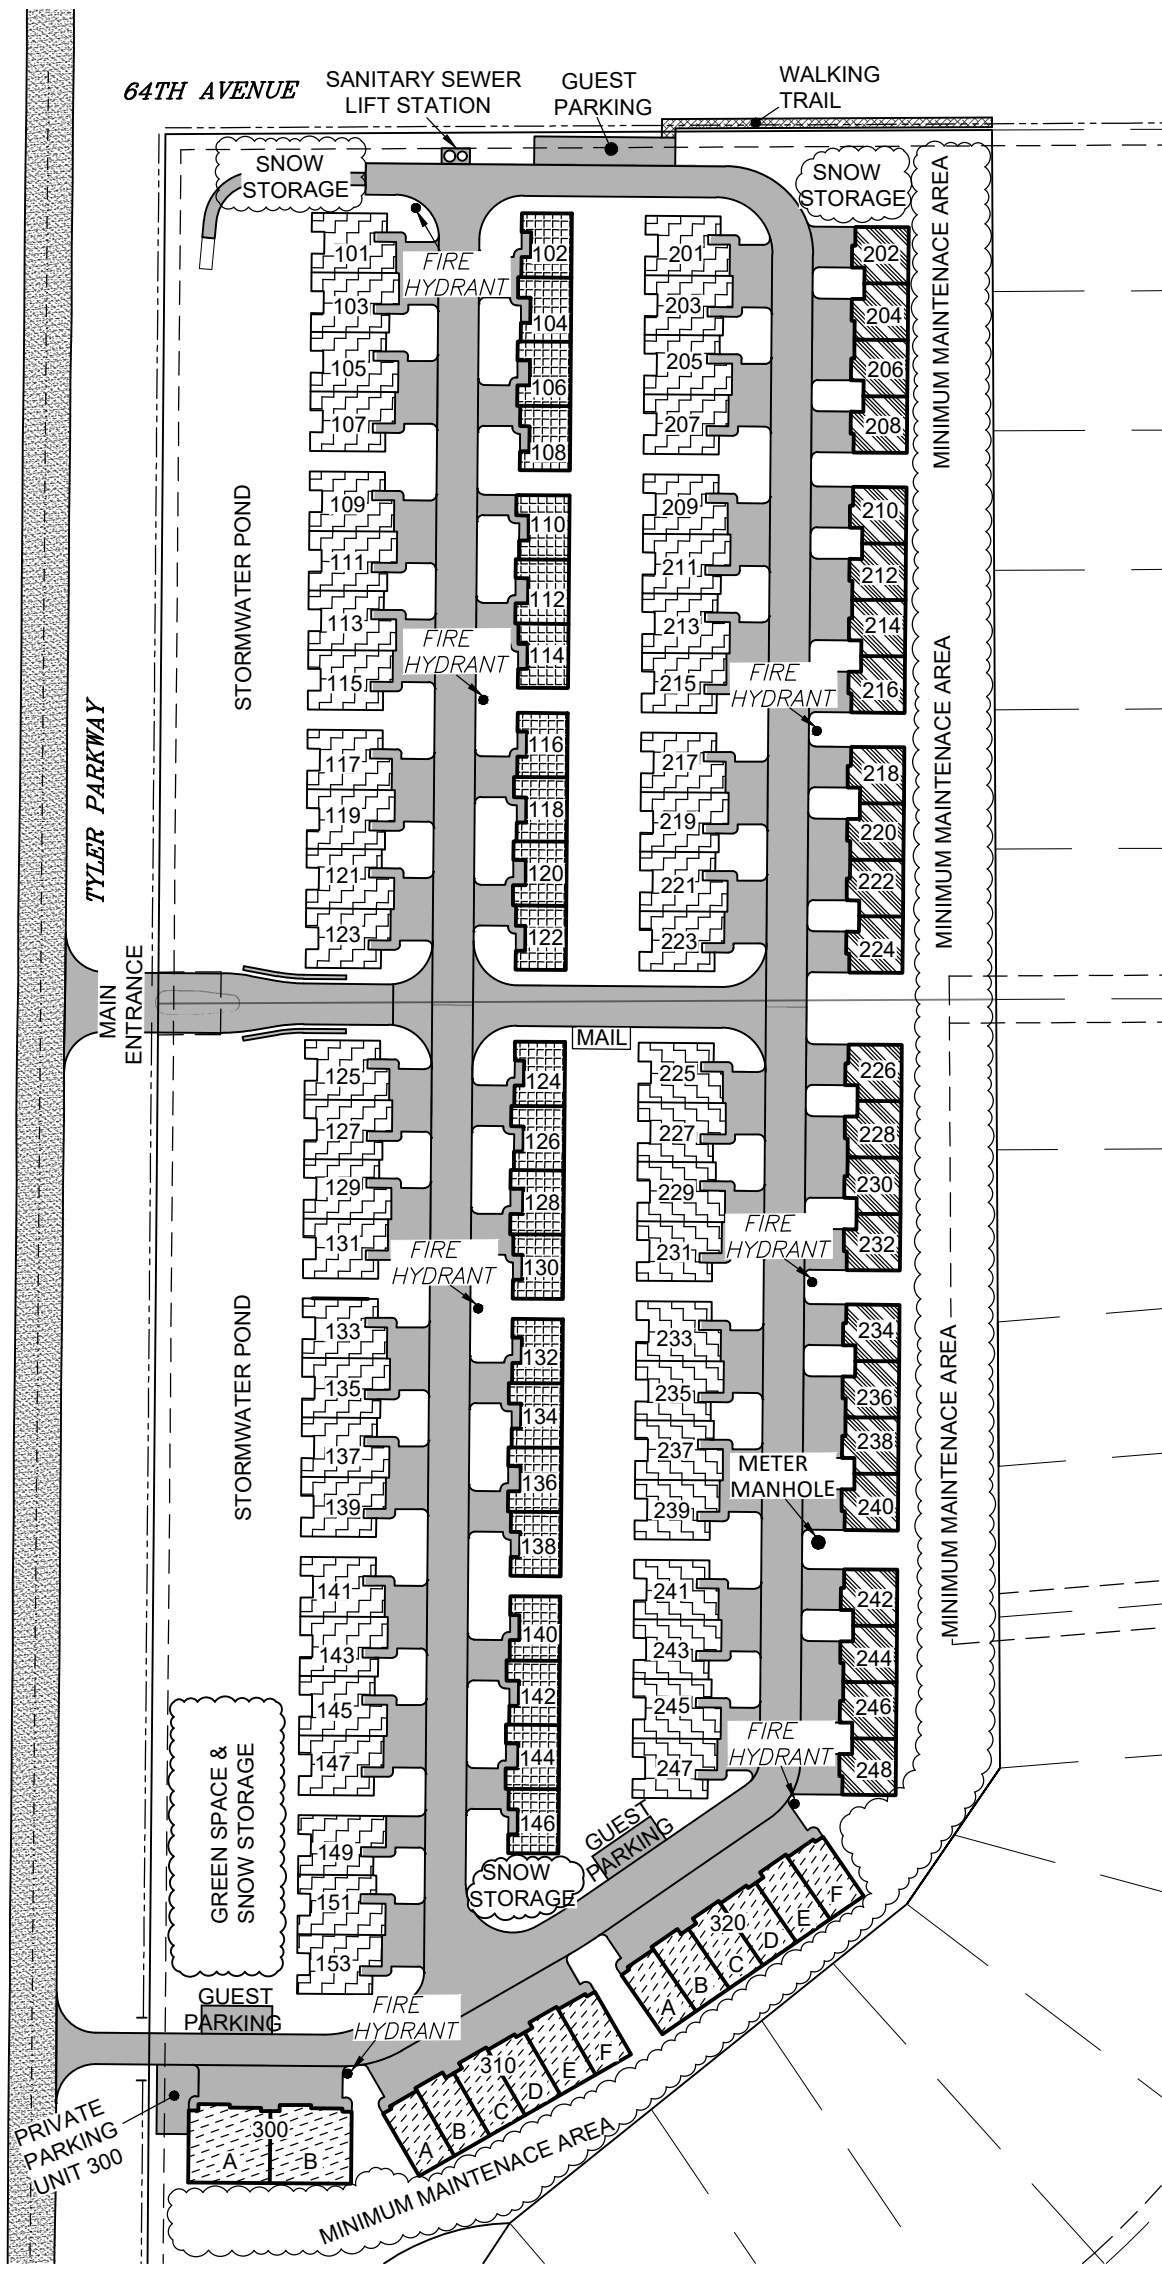 64TH AVENUE
SANITARY SEWER
LIFT STATION
GUEST
PARKING
WALKING
TRAIL
SNOW
STORAGE
SNOW
STORAGE
MINIMUM MAINTENACE AREA
101
FIRE
HYDRANT
102
201
202
103
104
203
204
105
106
205
206
107
108
207
208
STORMWATER POND
109
110
209
210
111
112
211
212
113
114
213
214
FIRE
HYDRANT
115
215
216
FIRE
HYDRANT
MINIMUM MAINTENACE AREA
TYLER PARKWAY
117
116
217
218
119
118
219
220
121
120
221
222
123
122
223
224
MAIN
ENTRANCE
MAIL
125
124
225
226
127
126
227
228
129
128
229
230
131
130
231
232
FIRE
HYDRANT
FIRE
HYDRANT
STORMWATER POND
133
132
233
234
135
134
235
236
137
136
237
238
METER
MANHOLE
139
138
239
240
MINIMUM MAINTENACE AREA
141
140
241
242
143
142
243
244
145
144
245
246
FIRE
HYDRANT
147
146
247
248
GREEN SPACE &
SNOW STORAGE
149
151
153
GUEST
PARKING
SNOW
STORAGE
320
A
B
C
D
E
F
GUEST
PARKING
FIRE
HYDRANT
310
A
B
C
D
E
F
PRIVATE
PARKING
UNIT 300
300
A
B
MINIMUM MAINTENACE AREA